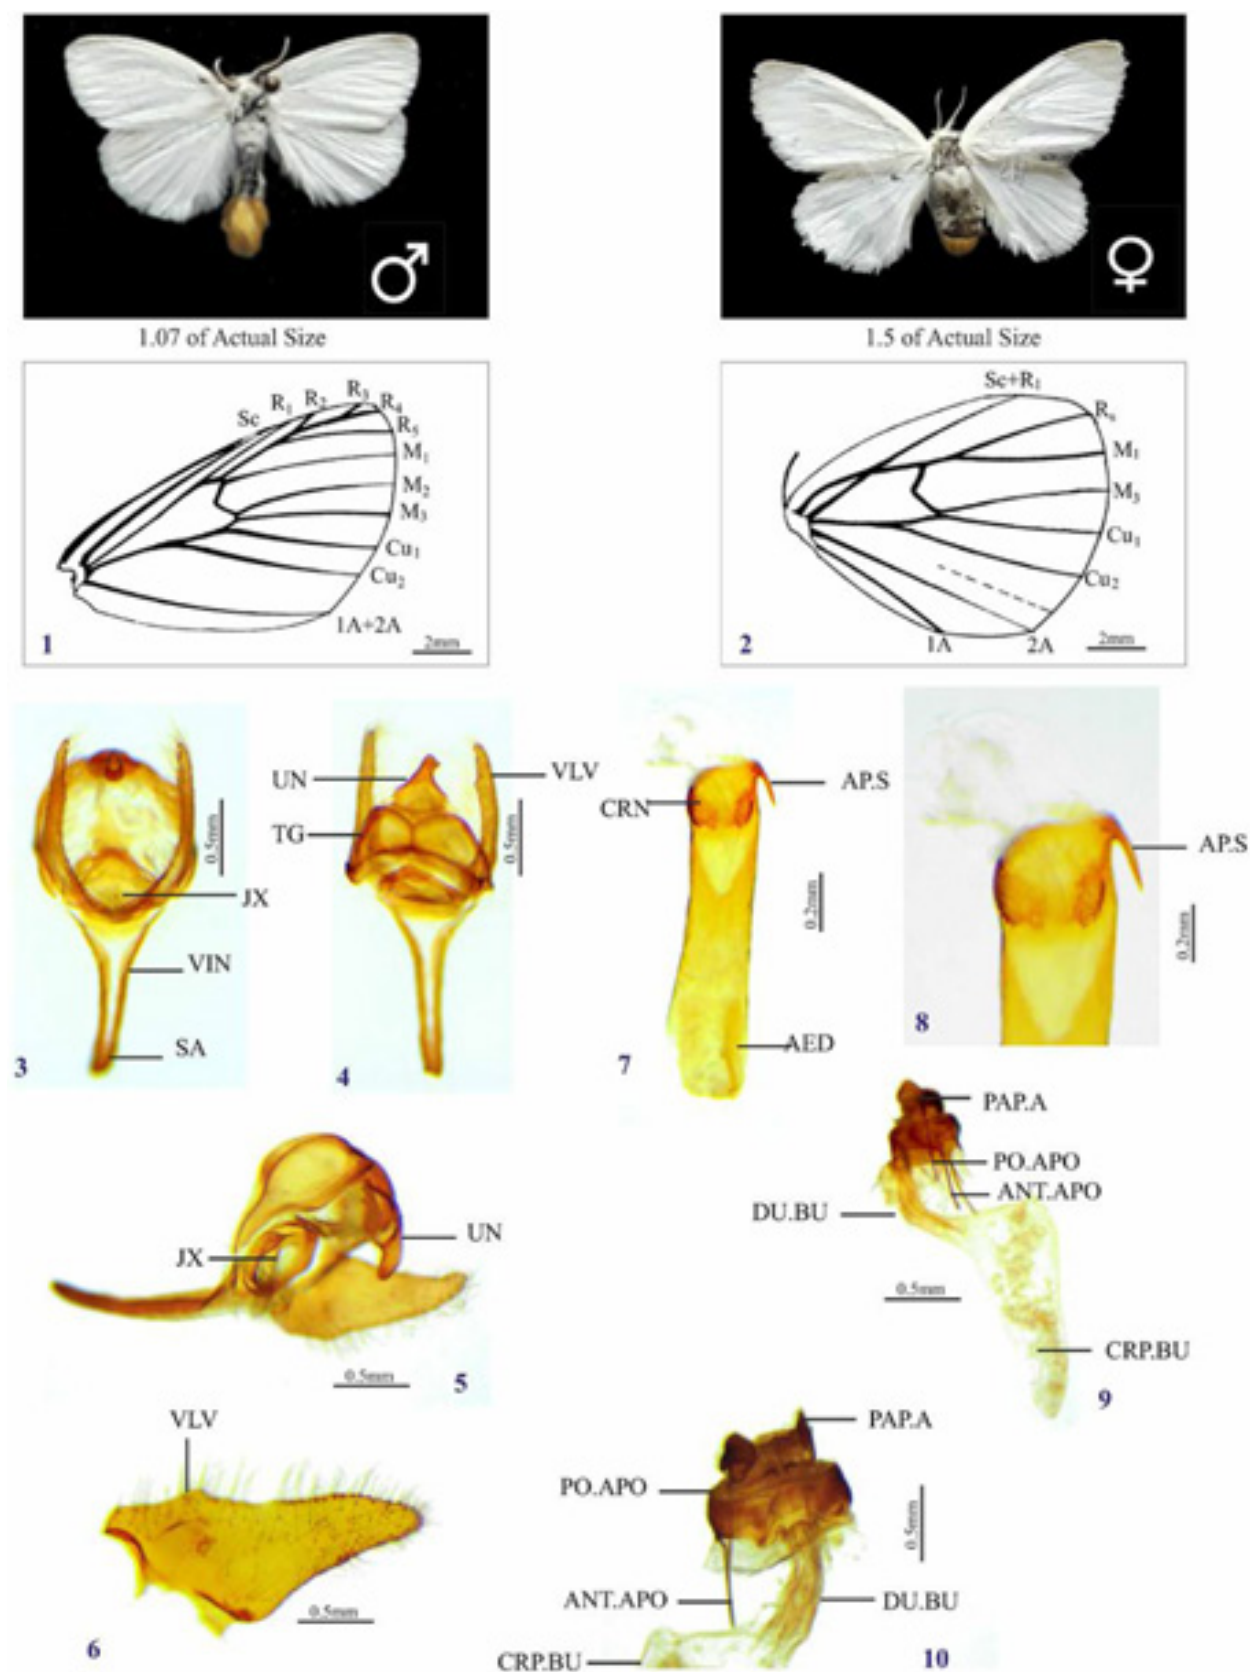 ♂
♀
1.07 of Actual Size
1.5 of Actual Size
Sc R₁ R₂ R₃ R₄
R₅
M₁
M₂
M₃
Cu₁
Cu₂
1A+2A
1
2mm
Sc+R₁
Rs
M₁
M₃
Cu₁
Cu₂
1A 2A
2
2mm
0.5mm
JX
VIN
SA
3
UN
VLV
TG
0.5mm
4
CRN
AP.S
0.2mm
AED
7
AP.S
0.2mm
8
JX
UN
0.5mm
5
PAP.A
PO.APO
ANT.APO
DU.BU
0.5mm
CRP.BU
9
VLV
0.5mm
6
PAP.A
PO.APO
0.5mm
ANT.APO
DU.BU
CRP.BU
10